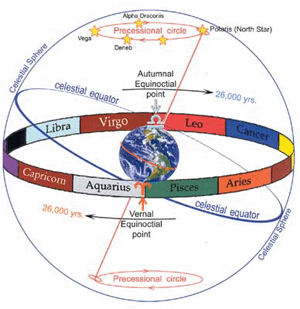 Alpha Draconis
Vega
Precessional circle
Polaris (North Star)
Deneb
Celestial Sphere
celestial equator
Autumnal
Equinoctial
point
26,000 yrs.
Libra
Virgo
Leo
Cancer
Capricorn
Aquarius
Pisces
Aries
celestial equator
26,000 yrs.
Vernal
Equinoctial
point
Celestial Sphere
Precessional circle